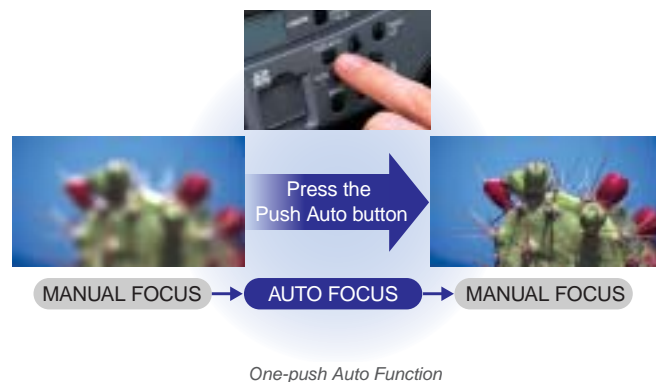 Press the
Push Auto button
MANUAL FOCUS
AUTO FOCUS
MANUAL FOCUS
One-push Auto Function